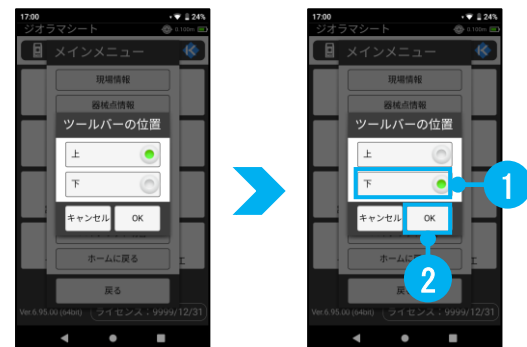 17:00
24%
ジオラマシート
0.100m
メインメニュー
現場情報
器械点情報
ツールバーの位置
上
下
キャンセル
OK
ホームに戻る
戻る
Ver.6.95.00 (64bit)
ライセンス：9999/12/31
17:00
24%
ジオラマシート
0.100m
メインメニュー
現場情報
器械点情報
ツールバーの位置
上
下
1
キャンセル
OK
2
ホームに戻る
Ver.6.95.00 (64bit)
ライセンス：9999/12/31